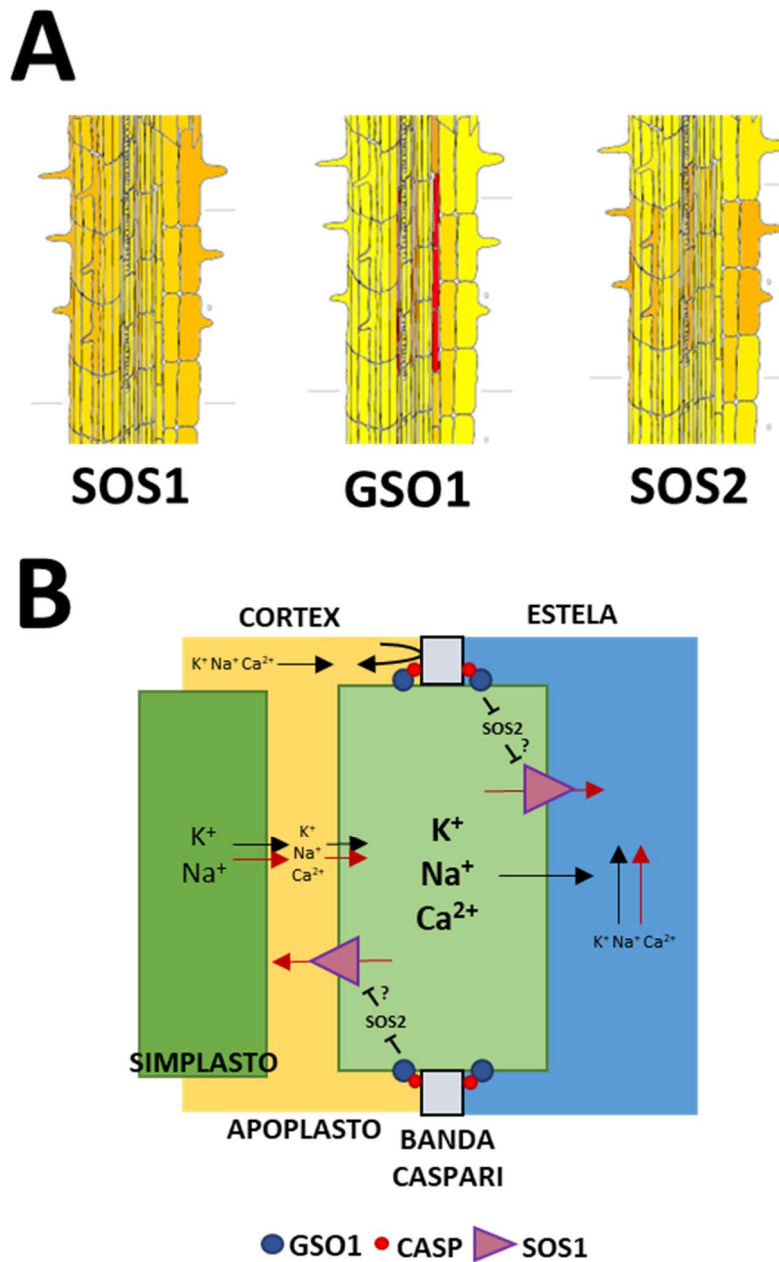 A
SOS1 GSO1 SOS2
B
CORTEX ESTELA
K⁺ Na⁺ Ca²⁺
SOS2
?
K⁺
Na⁺
K⁺
Na⁺
Ca²⁺
K⁺
Na⁺
Ca²⁺
K⁺ Na⁺ Ca²⁺
?
SOS2
SIMPLASTO
APOPLASTO
BANDA
CASPARI
GSO1 CASP SOS1